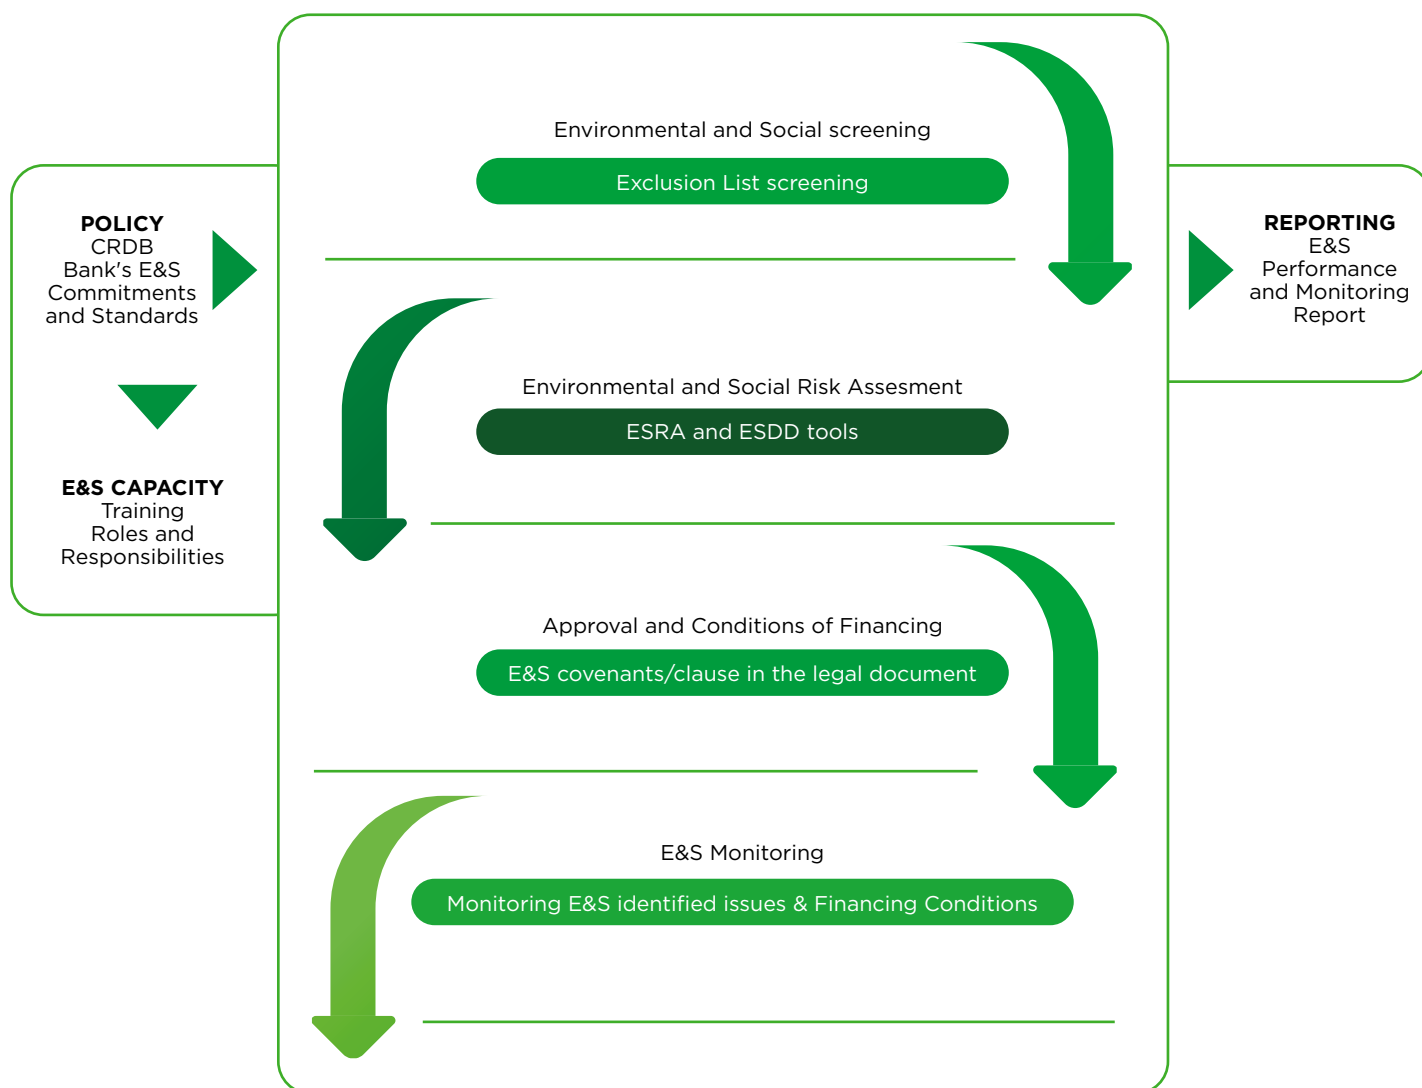 POLICY
CRDB
Bank's E&S
Commitments
and Standards
E&S CAPACITY
Training
Roles and
Responsibilities
Environmental and Social screening
Exclusion List screening
Environmental and Social Risk Assesment
ESRA and ESDD tools
Approval and Conditions of Financing
E&S covenants/clause in the legal document
E&S Monitoring
Monitoring E&S identified issues & Financing Conditions
REPORTING
E&S
Performance
and Monitoring
Report